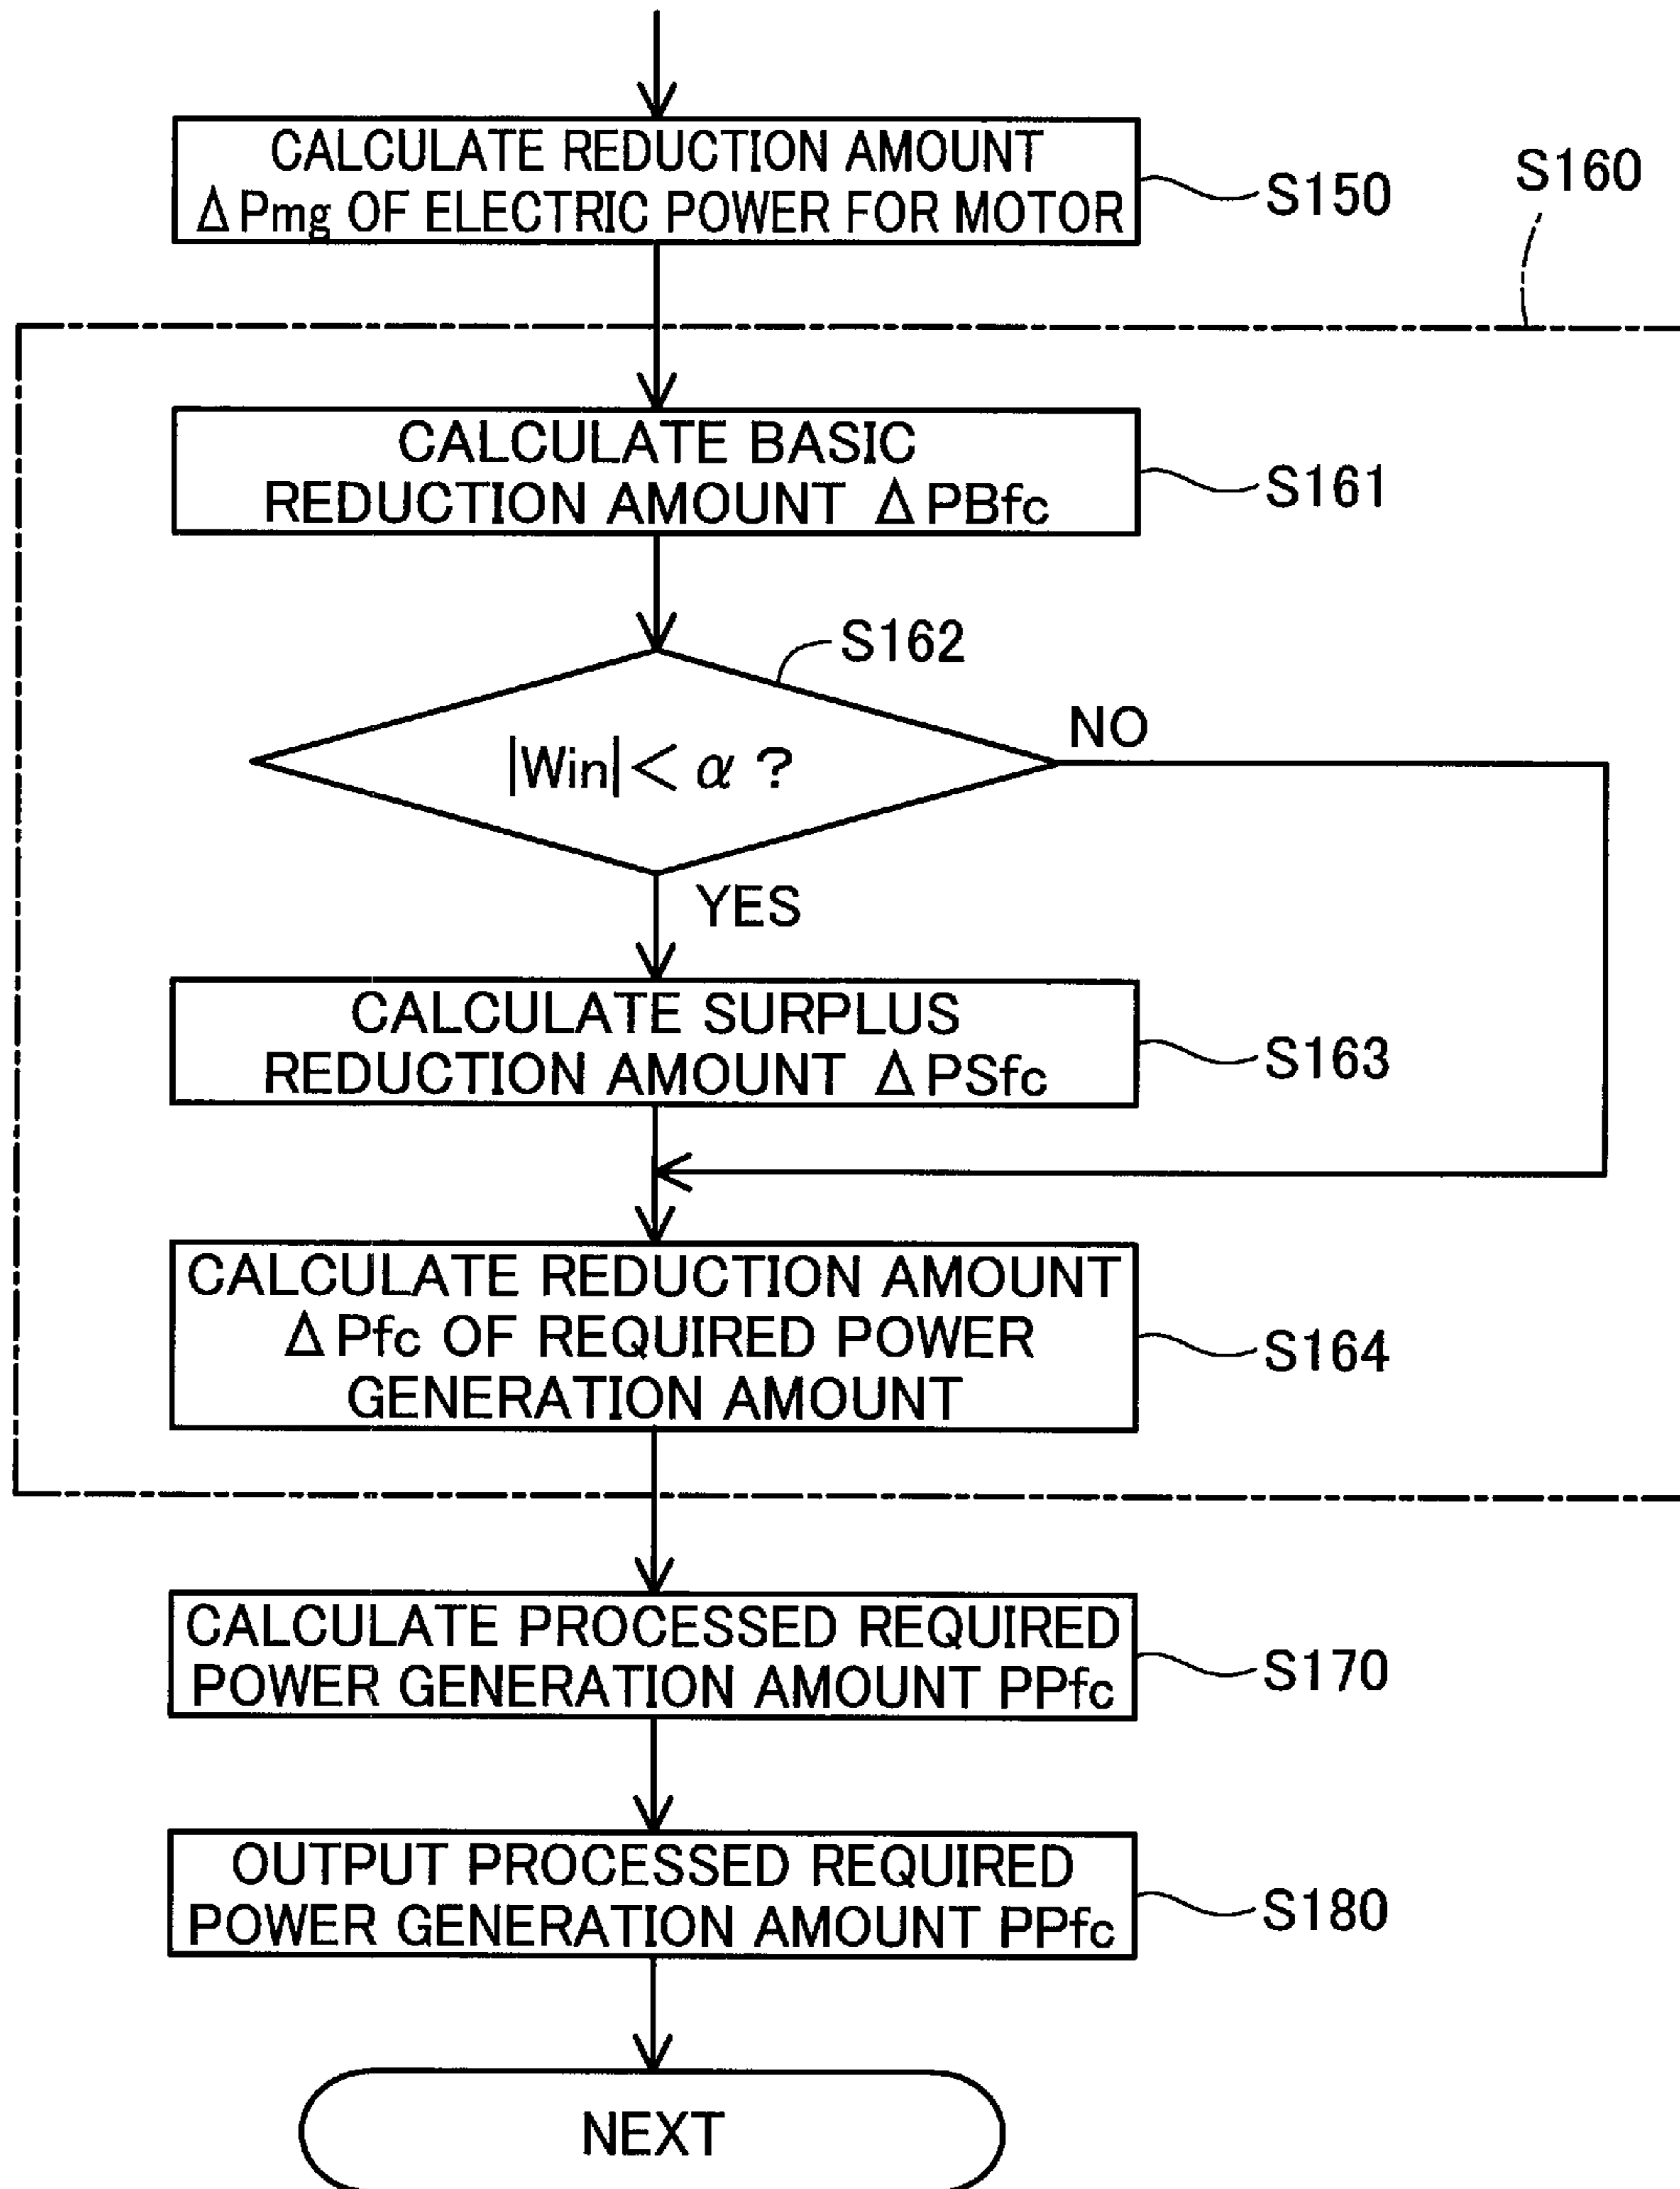 CALCULATE REDUCTION AMOUNT
ΔPmg OF ELECTRIC POWER FOR MOTOR
S150
S160
CALCULATE BASIC
REDUCTION AMOUNT ΔPBfc
S161
S162
|Win|< α ?
NO
YES
CALCULATE SURPLUS
REDUCTION AMOUNT ΔPSfc
S163
CALCULATE REDUCTION AMOUNT
ΔPfc OF REQUIRED POWER
GENERATION AMOUNT
S164
CALCULATE PROCESSED REQUIRED
POWER GENERATION AMOUNT PPfc
S170
OUTPUT PROCESSED REQUIRED
POWER GENERATION AMOUNT PPfc
S180
NEXT